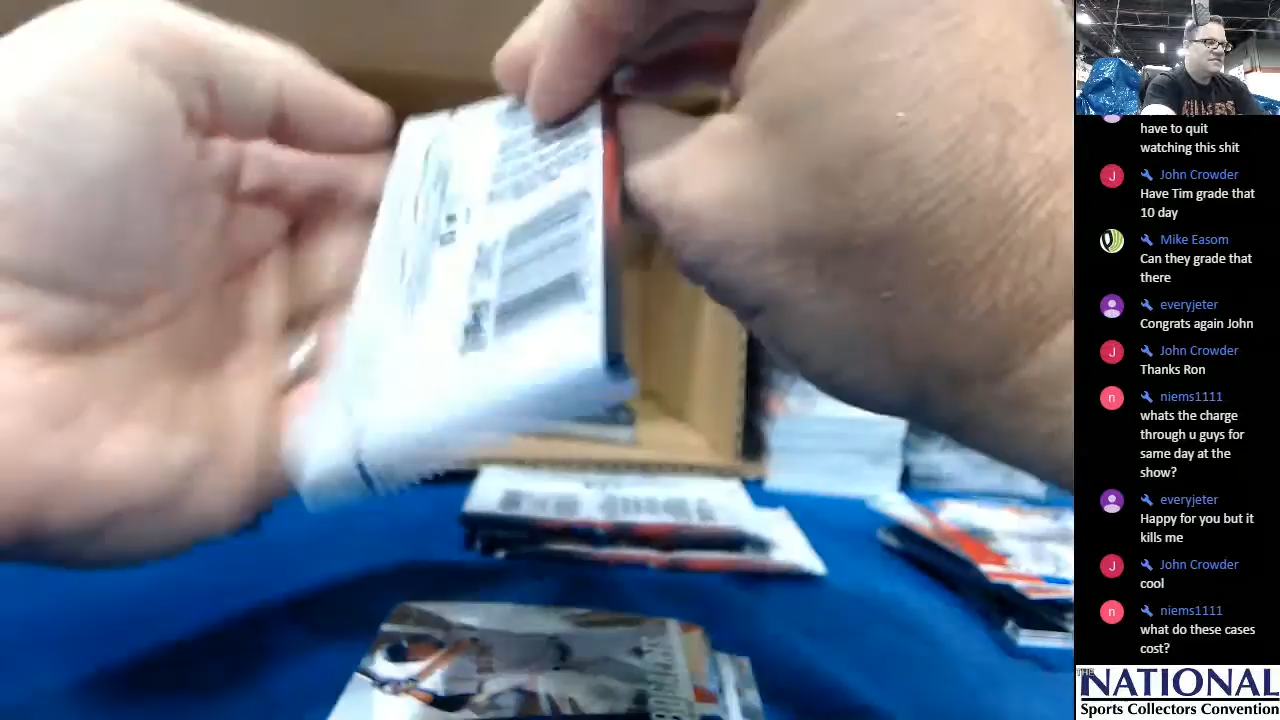 have to quit
watching this shit
J
John Crowder
Have Tim grade that
10 day
Mike Easom
Can they grade that
there
everyjeter
Congrats again John
J
John Crowder
Thanks Ron
n
niems1111
whats the charge
through u guys for
same day at the
show?
everyjeter
Happy for you but it
kills me
J
John Crowder
cool
n
niems1111
what do these cases
cost?
THE
NATIONAL
Sports Collectors Convention